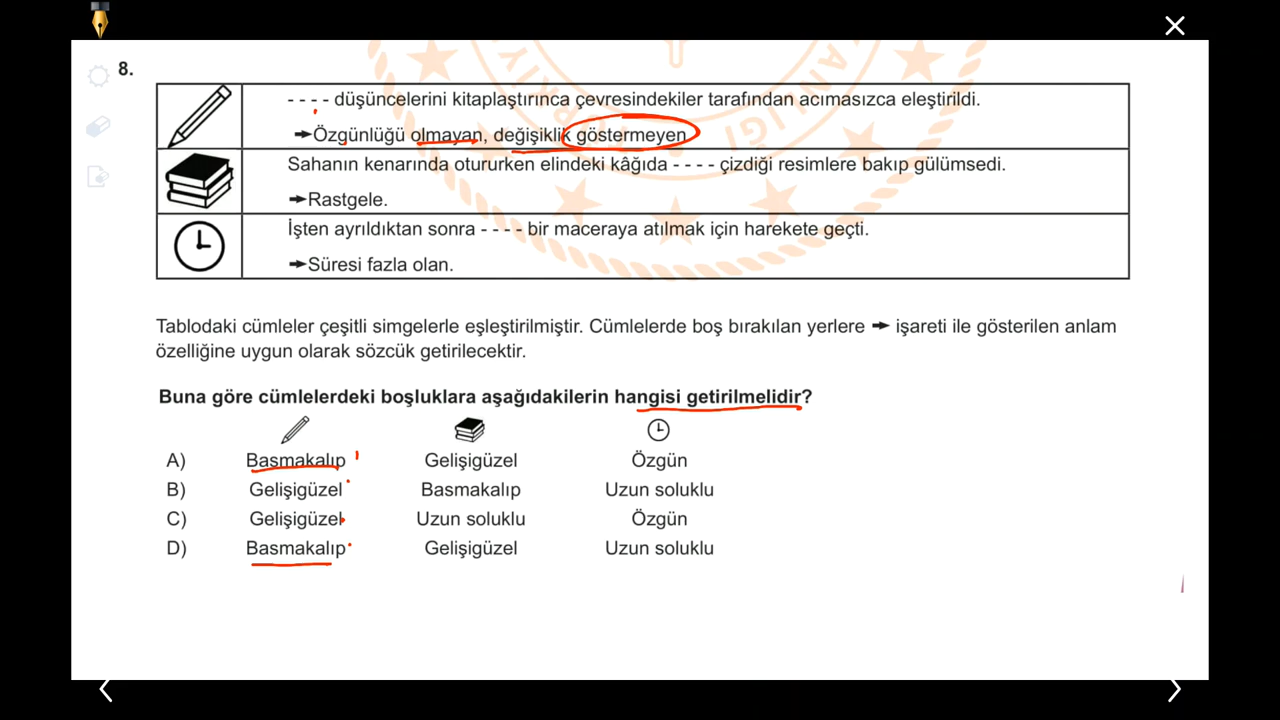 8.
- - - - düşüncelerini kitaplaştırınca çevresindekiler tarafından acımasızca eleştirildi.
➡Özgünlüğü olmayan, değişiklik göstermeyen
Sahanın kenarında otururken elindeki kâğıda - - - - çizdiği resimlere bakıp gülümsedi.
➡Rastgele.
İşten ayrıldıktan sonra - - - - bir maceraya atılmak için harekete geçti.
➡Süresi fazla olan.
Tablodaki cümleler çeşitli simgelerle eşleştirilmiştir. Cümlelerde boş bırakılan yerlere ➡ işareti ile gösterilen anlam
özelliğine uygun olarak sözcük getirilecektir.
Buna göre cümlelerdeki boşluklara aşağıdakilerin hangisi getirilmelidir?
A) Basmakalıp Gelişigüzel Özgün
B) Gelişigüzel Basmakalıp Uzun soluklu
C) Gelişigüzel Uzun soluklu Özgün
D) Basmakalıp Gelişigüzel Uzun soluklu